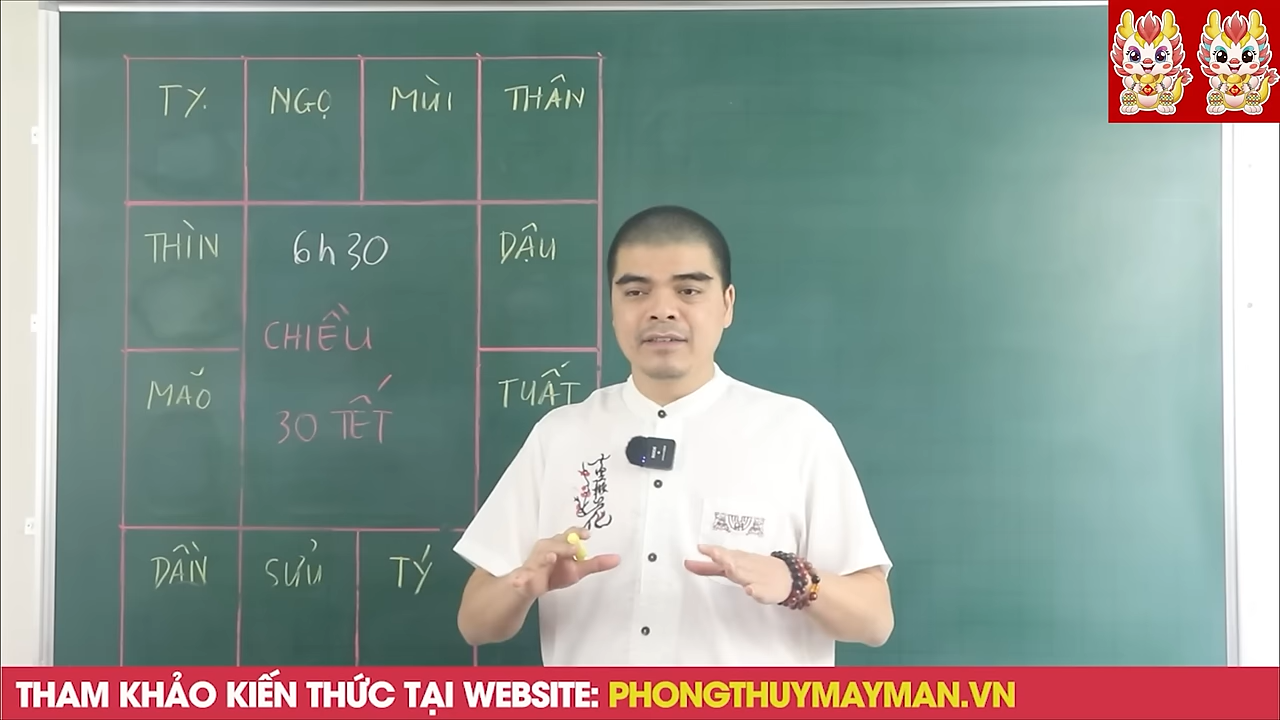 TỴ NGỌ MÙI THÂN
THÌN 6h30 DẬU
CHIỀU
MÃO 30 TẾT TUẤT
DẦN SỬU TÝ
THAM KHẢO KIẾN THỨC TẠI WEBSITE: PHONGTHUYMAYMAN.VN